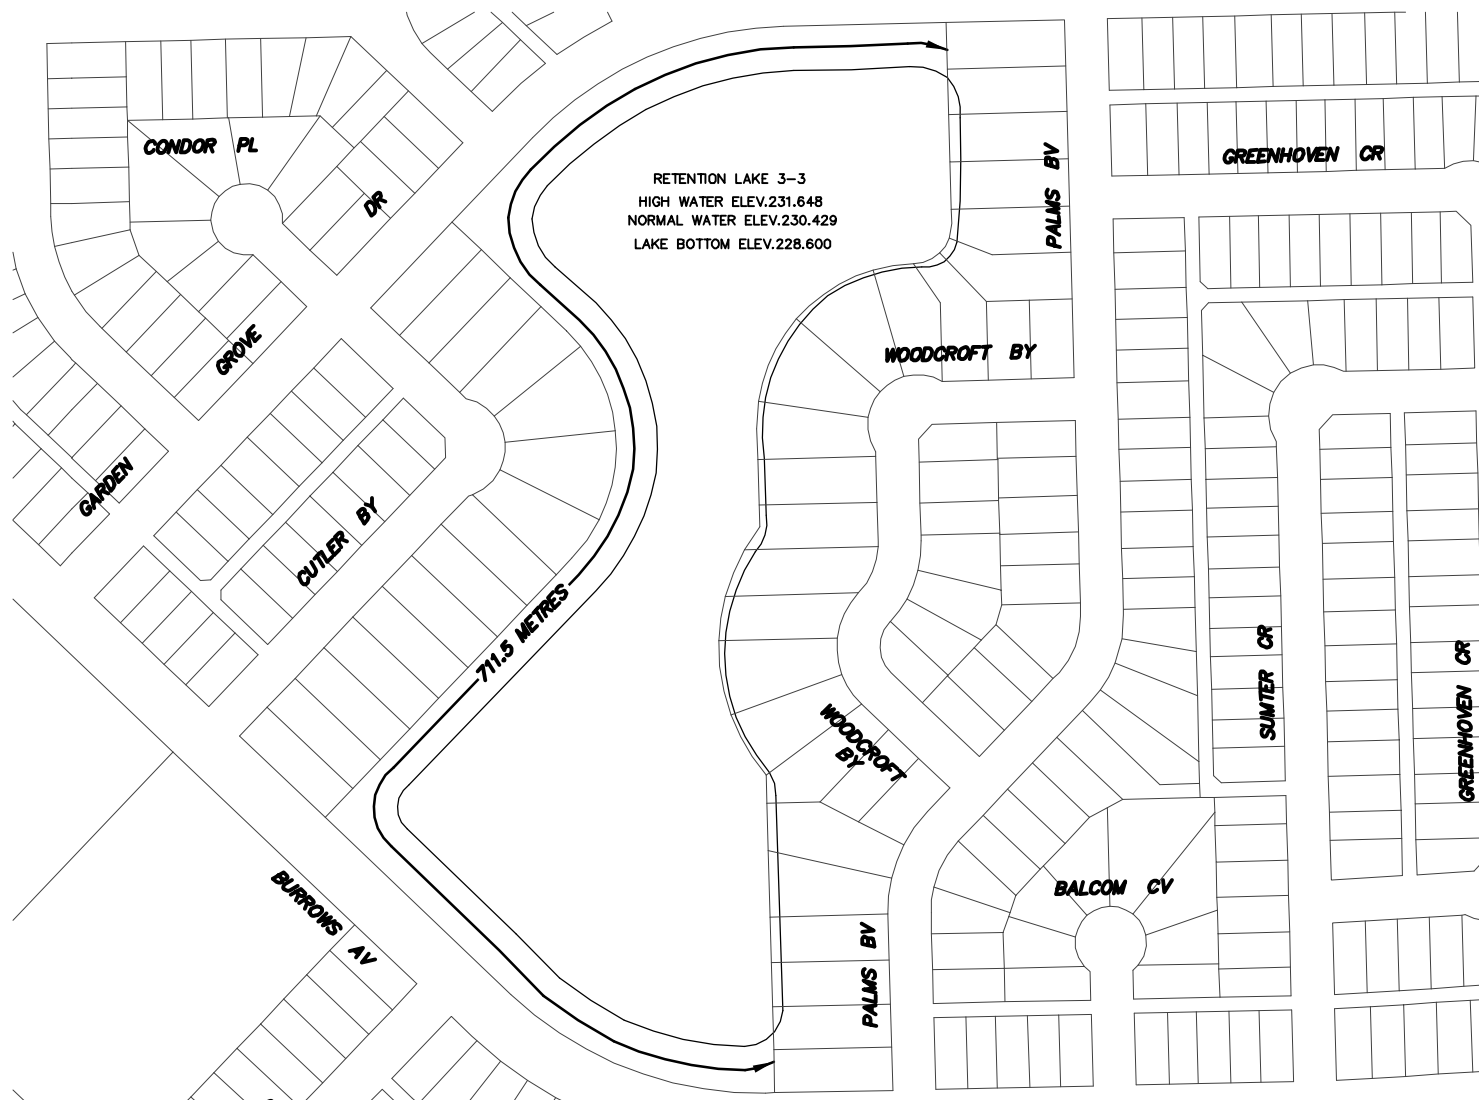 CONDOR PL
RETENTION LAKE 3-3
HIGH WATER ELEV.231.648
NORMAL WATER ELEV.230.429
LAKE BOTTOM ELEV.228.600
PALMS BV
GREENHOVEN CR
DR
GROVE
WOODCROFT BY
GARDEN
CUTLER BY
711.5 METRES
SUMTER CR
GREENHOVEN CR
WOODCROFT
BY
BURROWS AV
BALCOM CV
PALMS BV